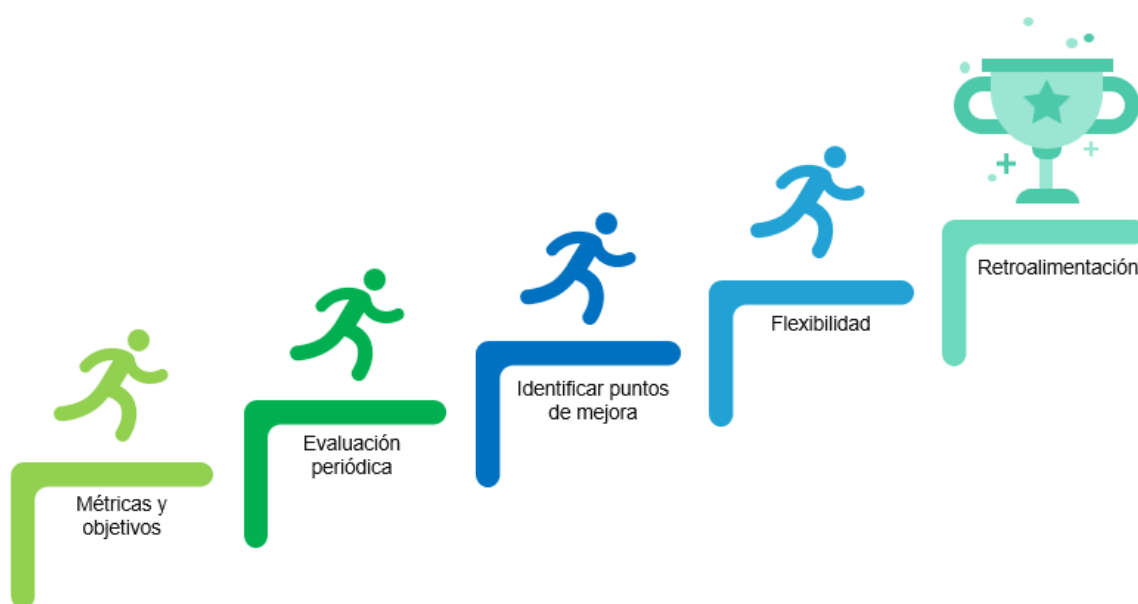 Métricas y
objetivos
Evaluación
periódica
Identificar puntos
de mejora
Flexibilidad
Retroalimentación